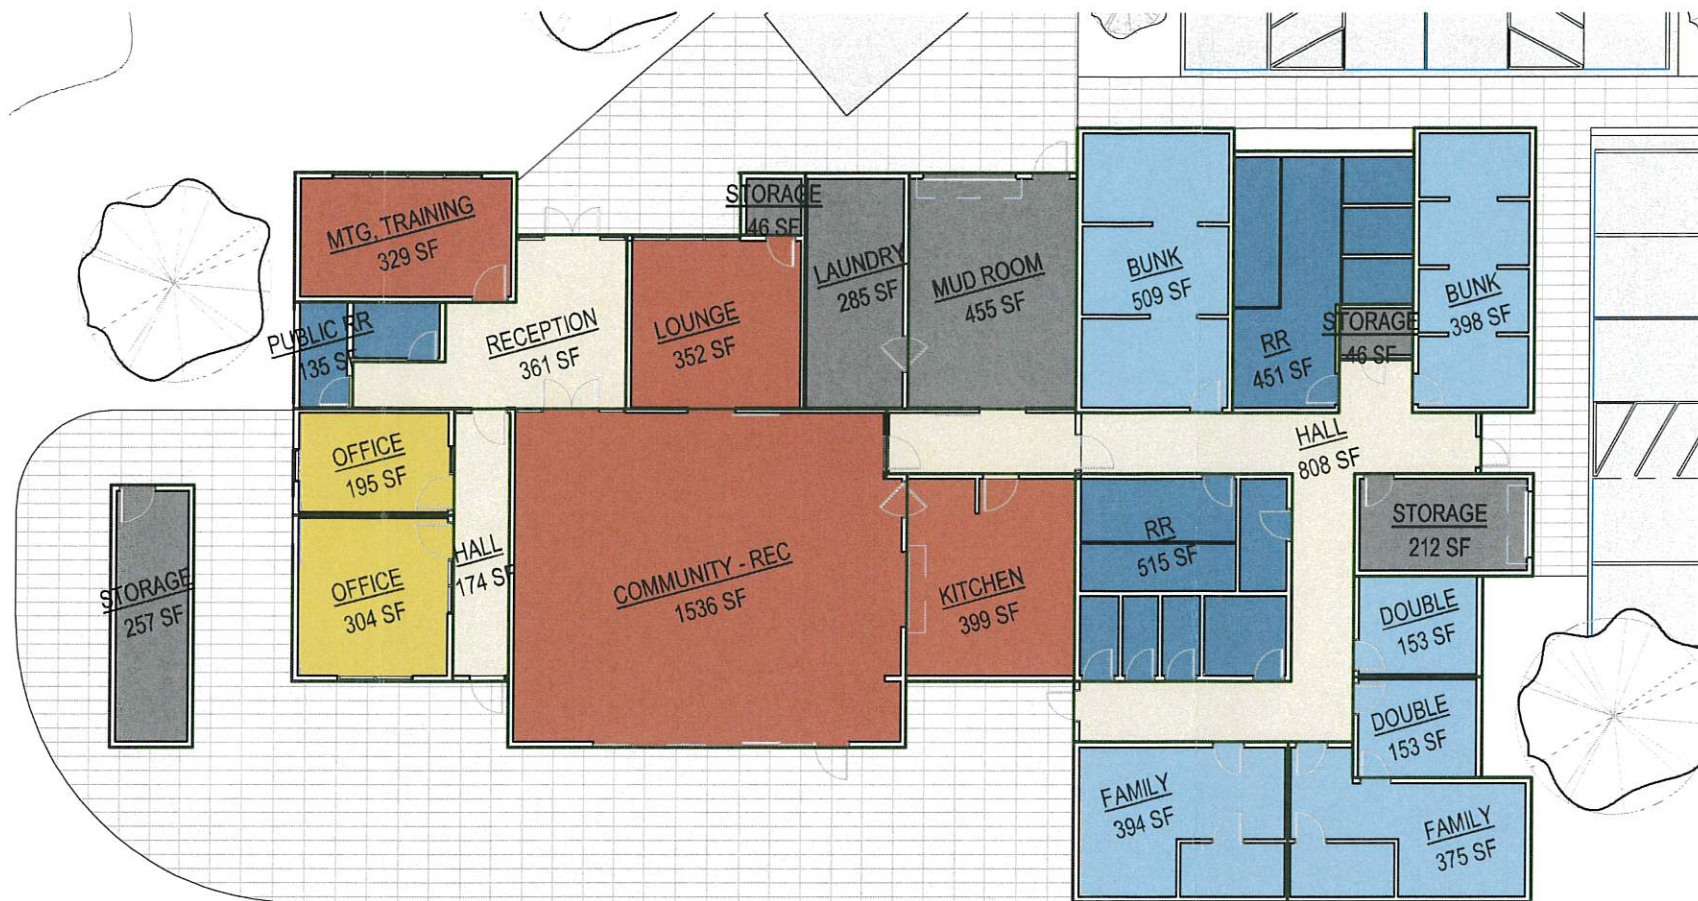 MTG, TRAINING
329 SF
STORAGE
46 SF
LAUNDRY
285 SF
MUD ROOM
455 SF
BUNK
509 SF
RR
451 SF
STORAGE
46 SF
BUNK
398 SF
PUBLIC RR
135 SF
RECEPTION
361 SF
LOUNGE
352 SF
OFFICE
195 SF
HALL
808 SF
OFFICE
304 SF
HALL
174 SF
COMMUNITY - REC
1536 SF
KITCHEN
399 SF
RR
515 SF
STORAGE
212 SF
STORAGE
257 SF
DOUBLE
153 SF
DOUBLE
153 SF
FAMILY
394 SF
FAMILY
375 SF